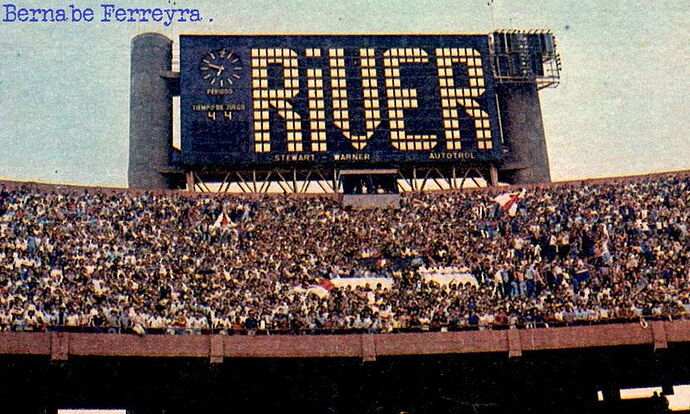 Bernabe Ferreyra .
RiVER
PERIODO
TIEMPO DE JUEGO
4 4
STEWART - WARNER AUTOTROL